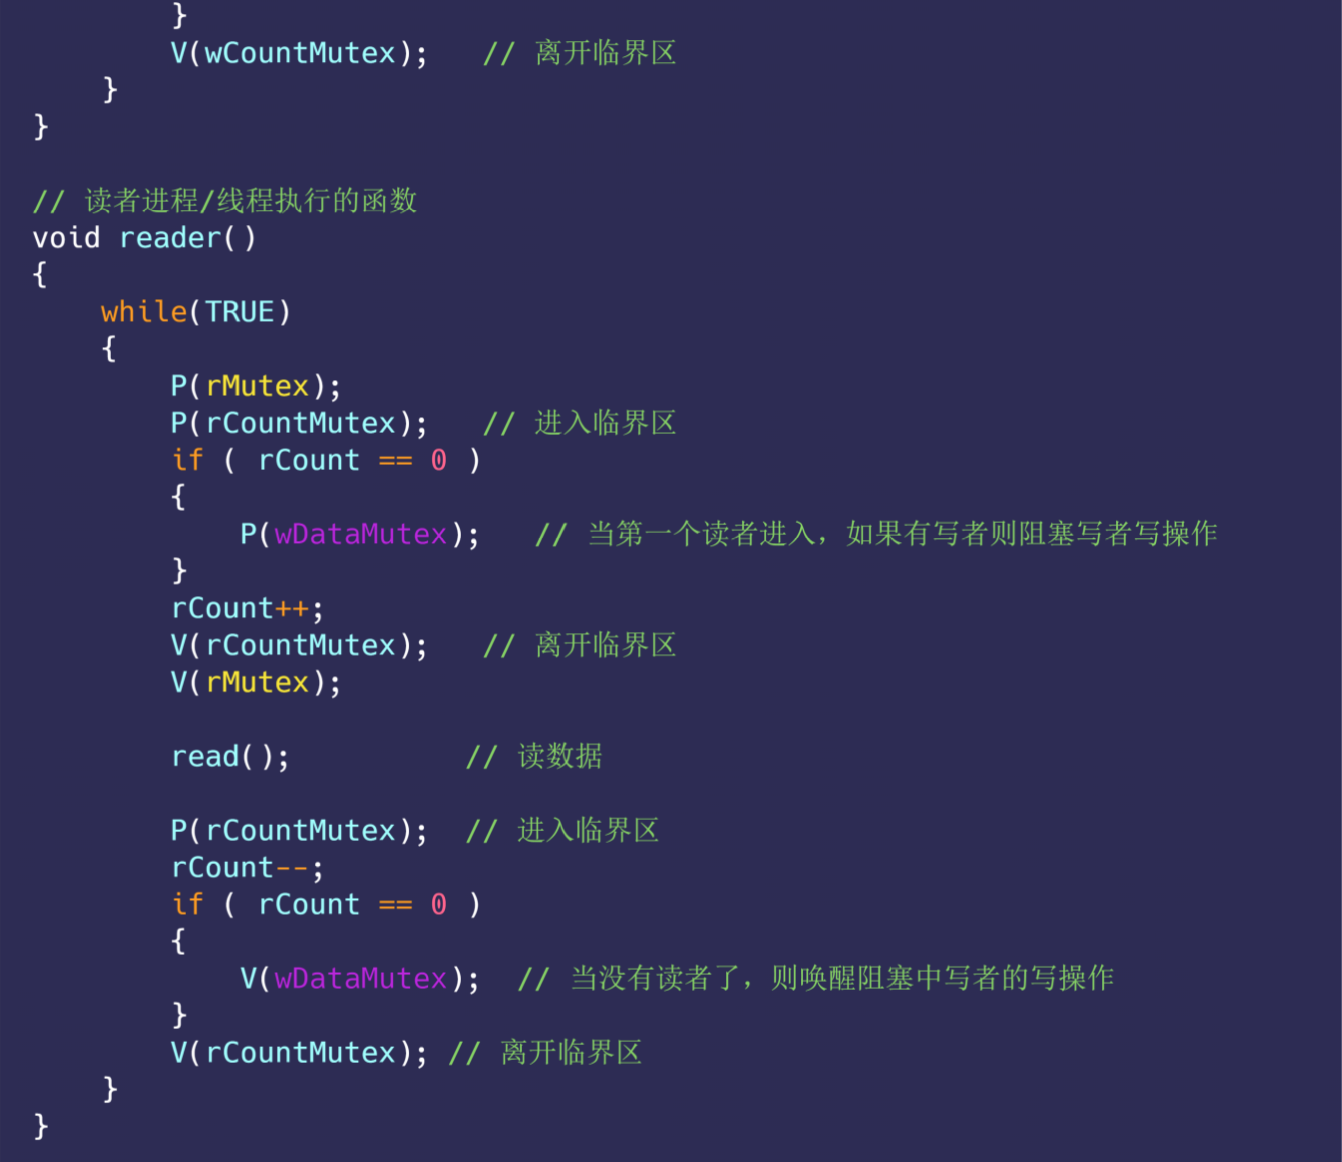 }
        V(wCountMutex);   // 离开临界区
    }
}

// 读者进程/线程执行的函数
void reader()
{
    while(TRUE)
    {
        P(rMutex);
        P(rCountMutex);   // 进入临界区
        if ( rCount == 0 )
        {
            P(wDataMutex);   // 当第一个读者进入，如果有写者则阻塞写者写操作
        }
        rCount++;
        V(rCountMutex);   // 离开临界区
        V(rMutex);

        read();          // 读数据

        P(rCountMutex);  // 进入临界区
        rCount--;
        if ( rCount == 0 )
        {
            V(wDataMutex);  // 当没有读者了，则唤醒阻塞中写者的写操作
        }
        V(rCountMutex); // 离开临界区
    }
}